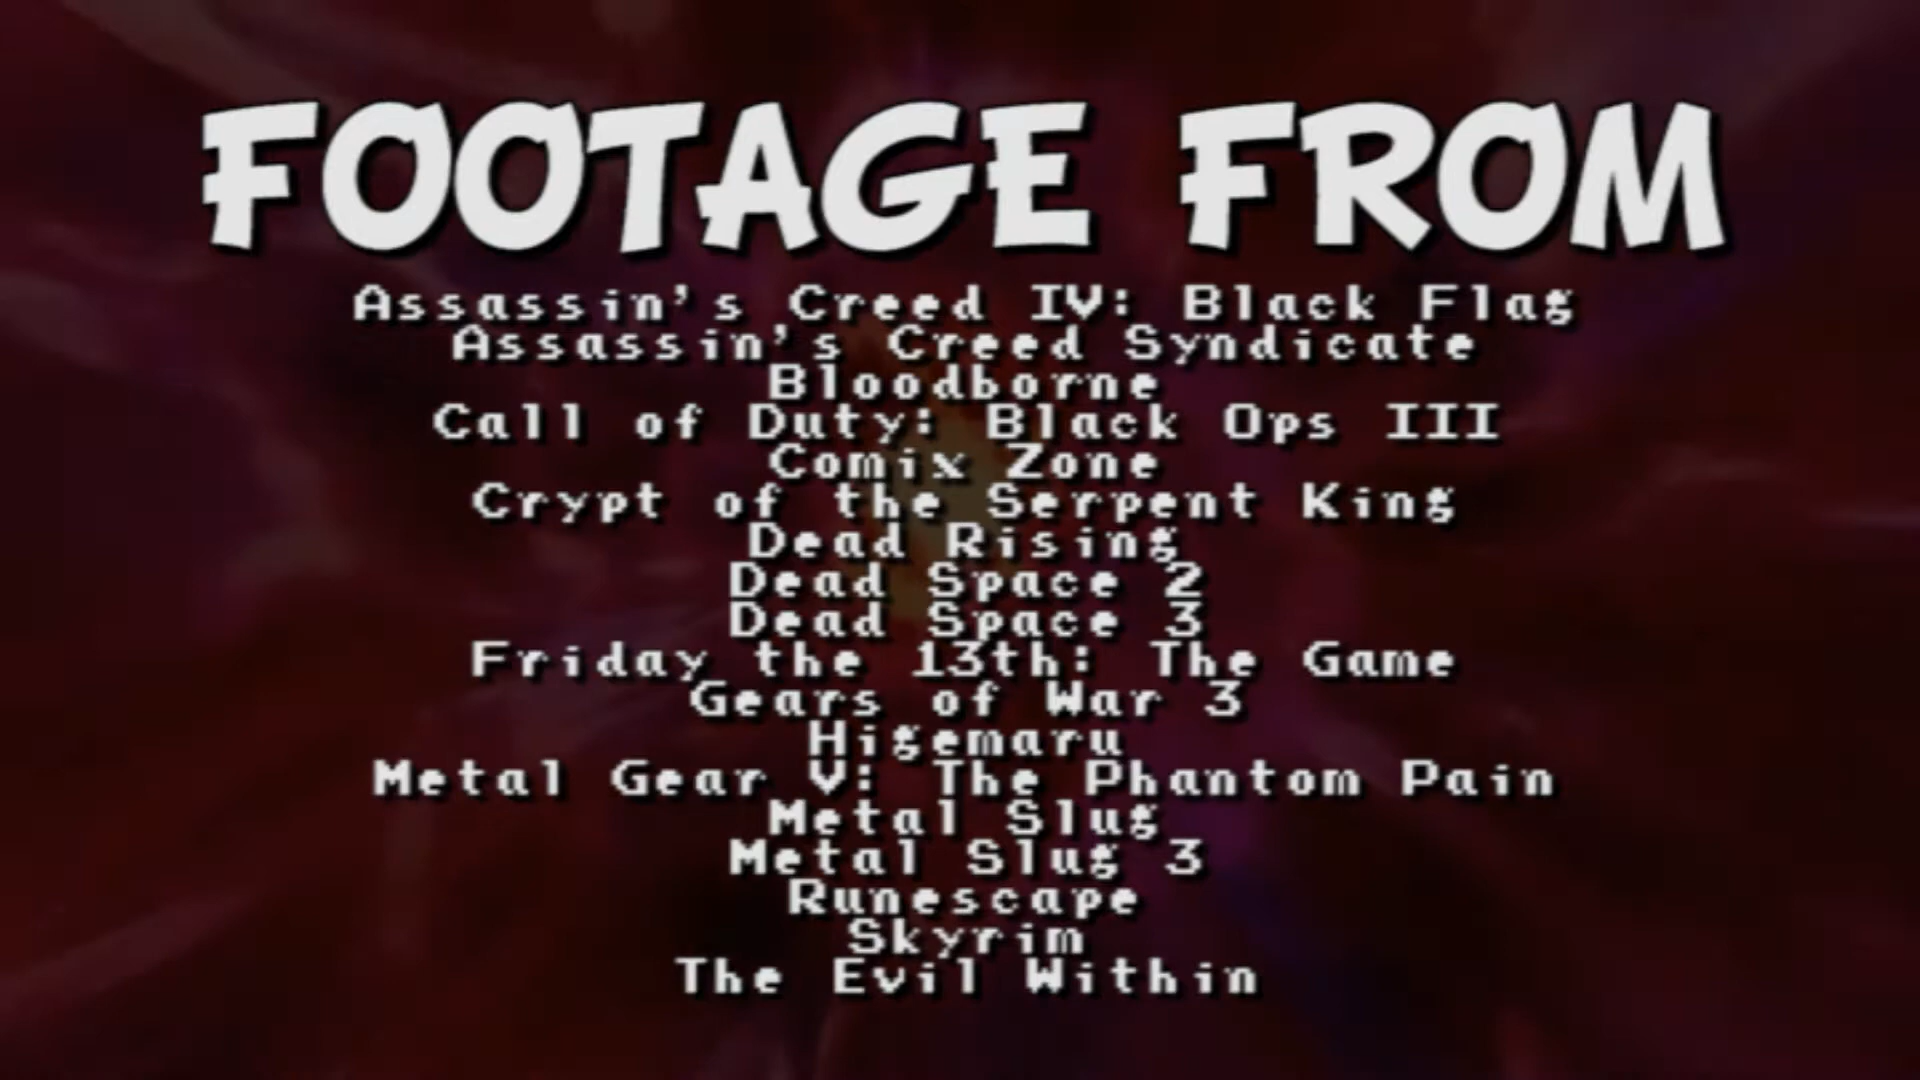 FOOTAGE FROM
Assassin's Creed IV: Black Flag
Assassin's Creed Syndicate
Bloodborne
Call of Duty: Black Ops III
Comix Zone
Crypt of the Serpent King
Dead Rising
Dead Space 2
Dead Space 3
Friday the 13th: The Game
Gears of War 3
Higemaru
Metal Gear V: The Phantom Pain
Metal Slug
Metal Slug 3
Runescape
Skyrim
The Evil Within